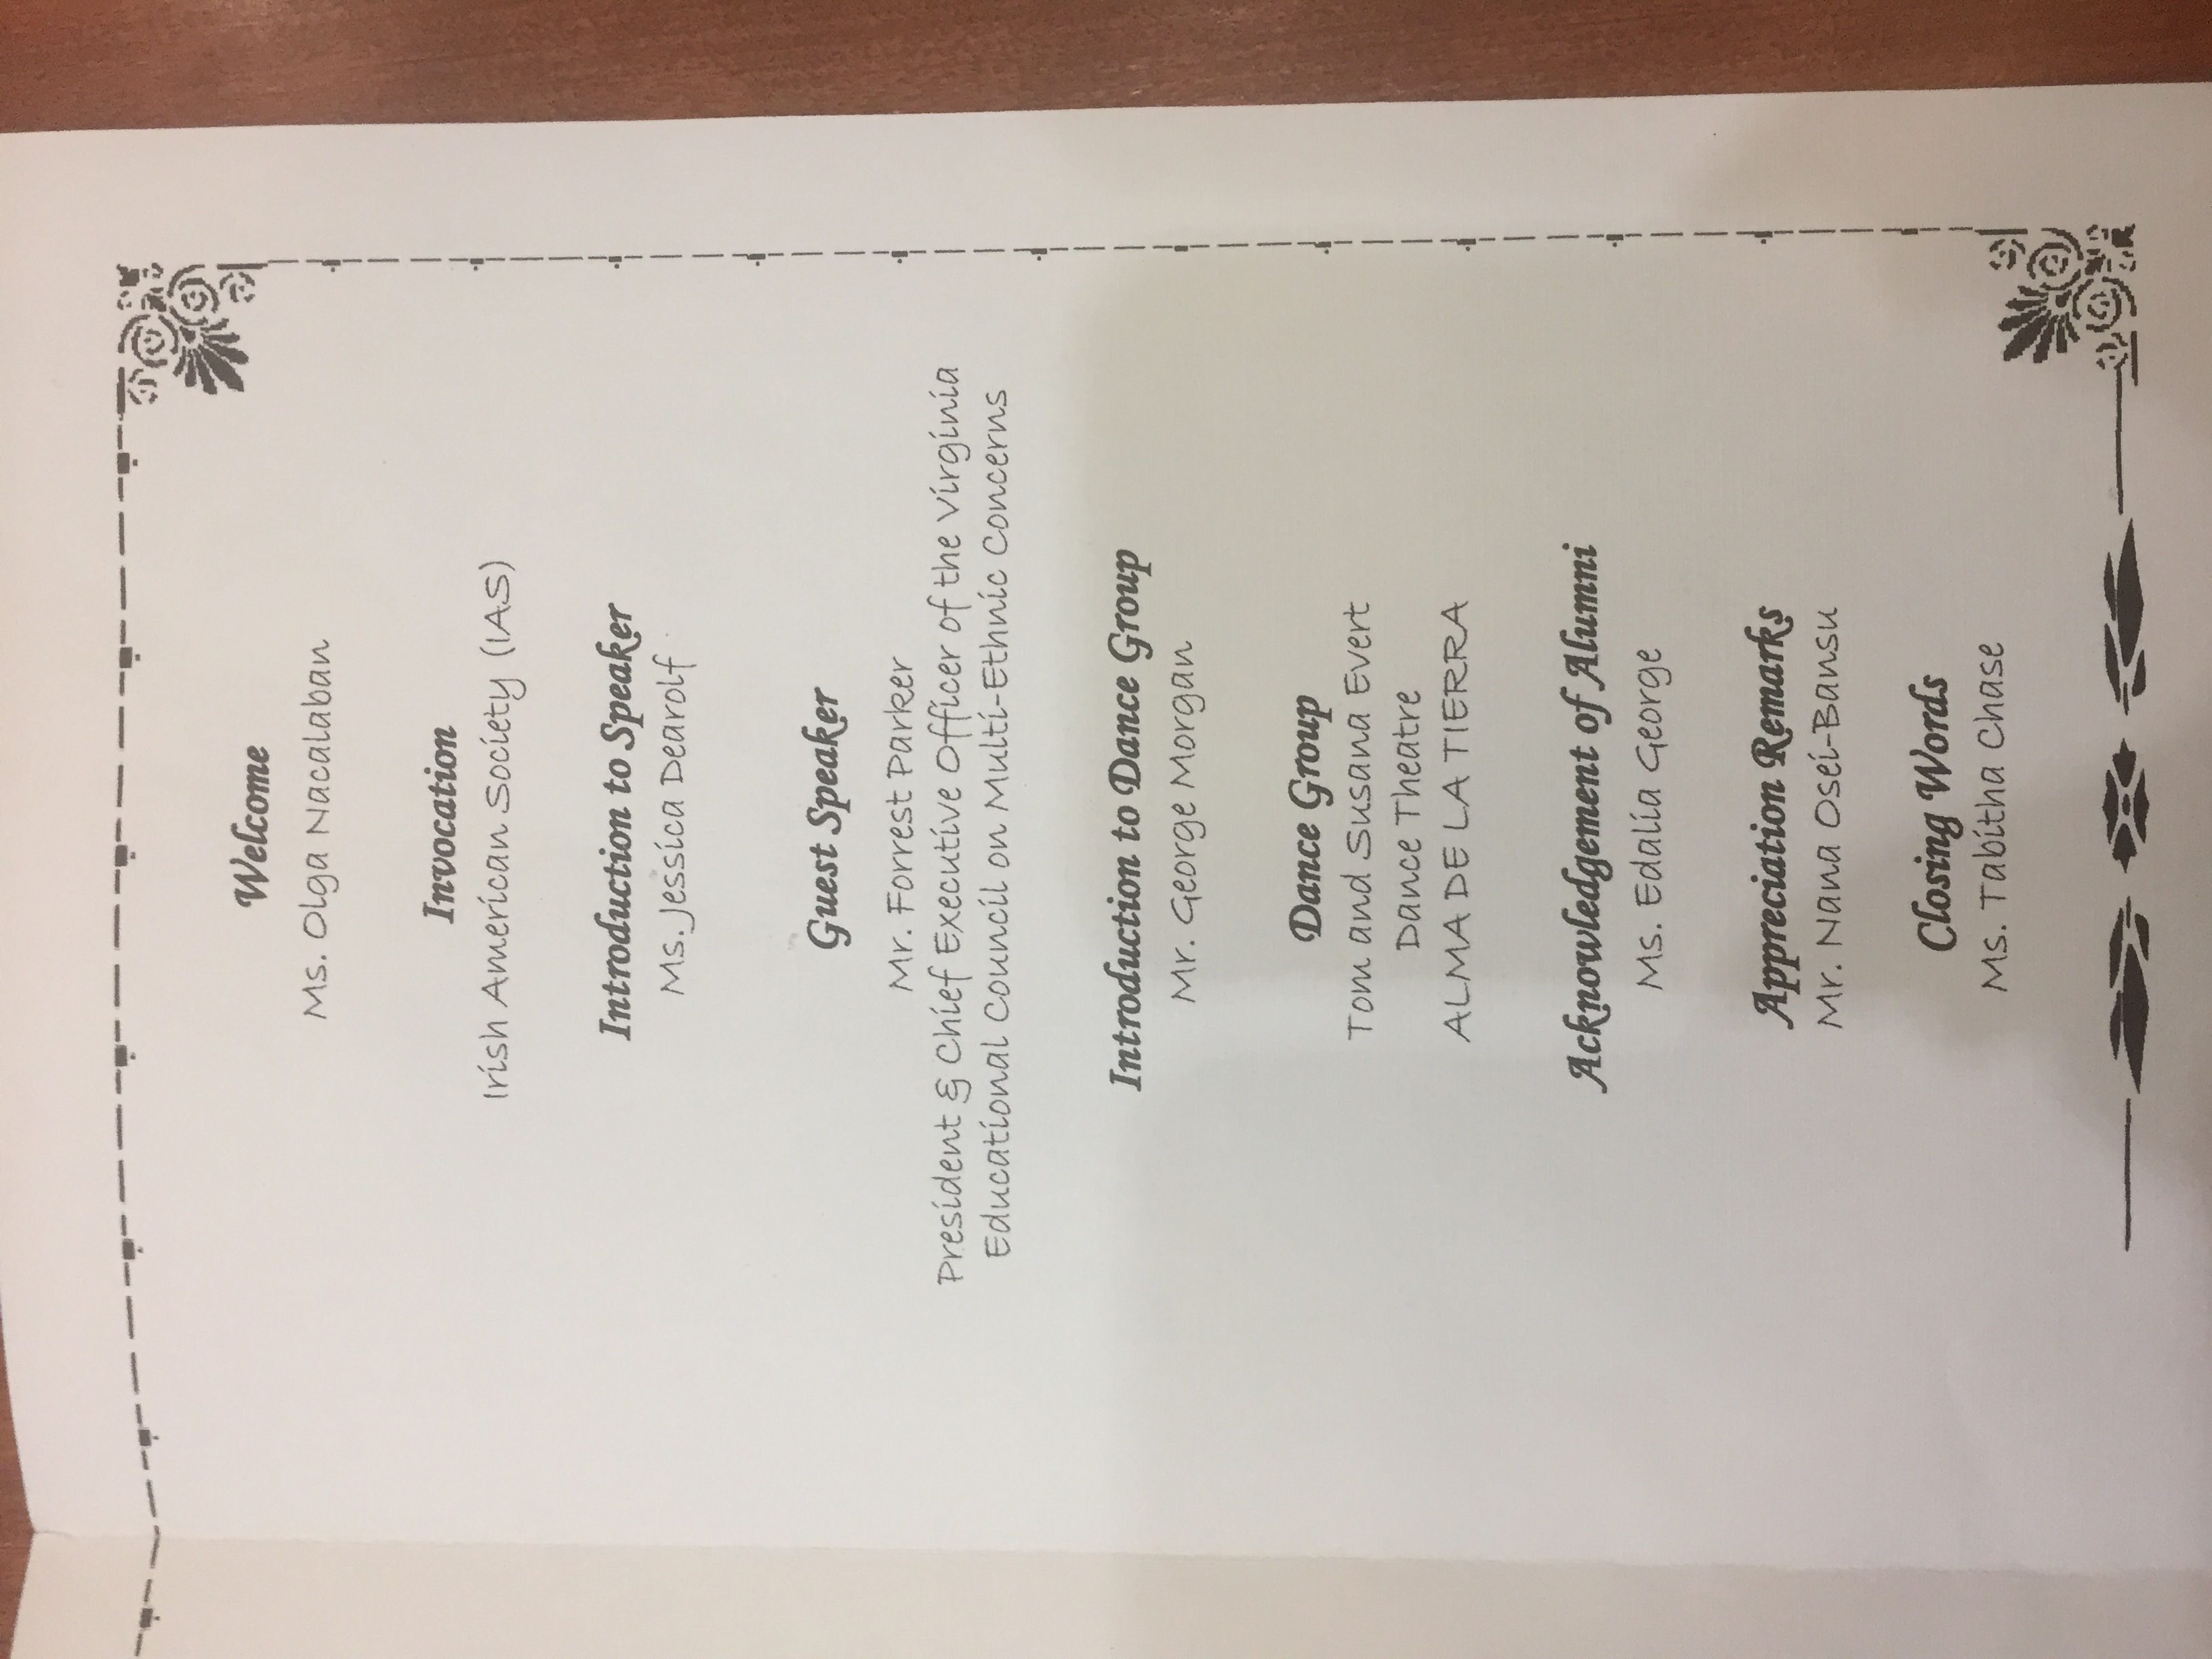 Welcome
Ms. Olga Nacalaban
Invocation
Irish American Society (IAS)
Introduction to Speaker
Ms. Jessica Dearolf
Guest Speaker
Mr. Forrest Parker
President & Chief Executive Officer of the Virginia
Educational Council on Multi-Ethnic Concerns
Introduction to Dance Group
Mr. George Morgan
Dance Group
Tom and Susana Evert
Dance Theatre
ALMA DE LA TIERRA
Acknowledgement of Alumni
Ms. Edalia George
Appreciation Remarks
Mr. Nana Osei-Bansu
Closing Words
Ms. Tabitha Chase